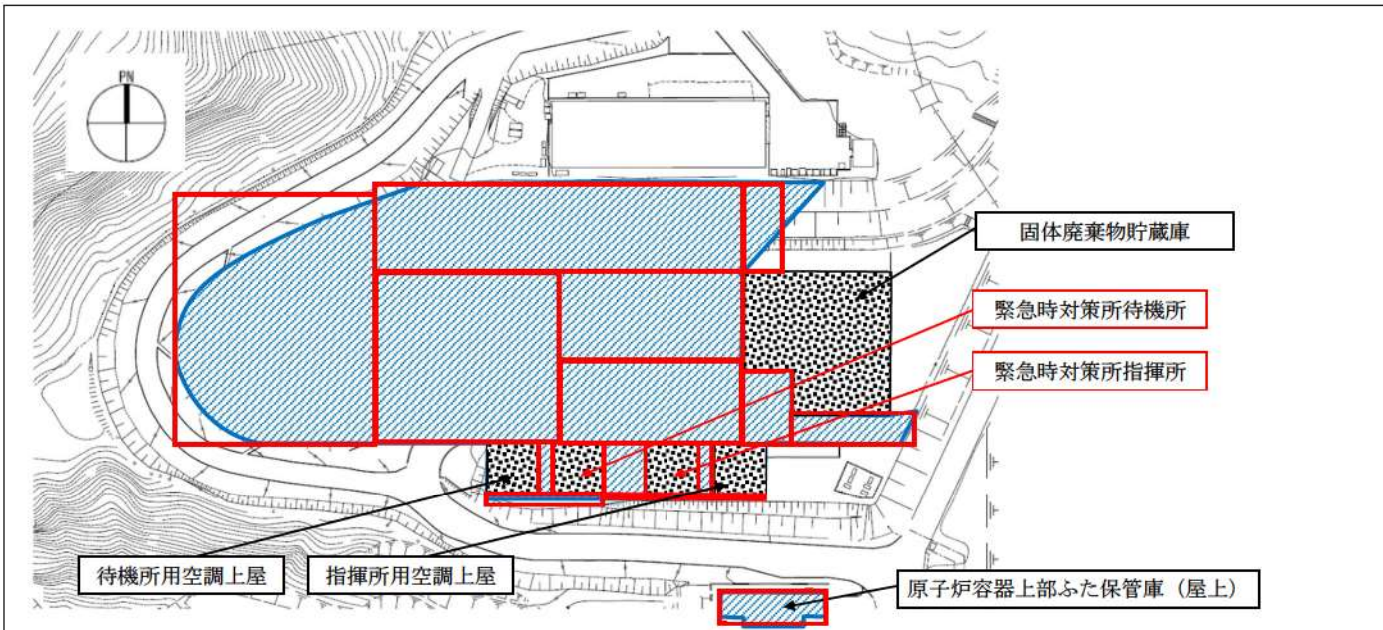 PN
固体廃棄物貯蔵庫
緊急時対策所待機所
緊急時対策所指揮所
待機所用空調上屋
指揮所用空調上屋
原子炉容器上部ふた保管庫（屋上）